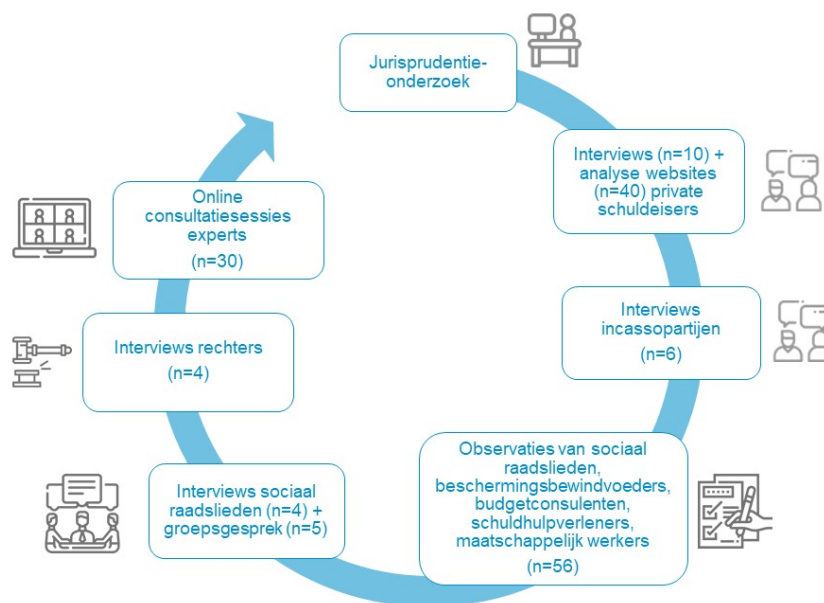 Jurisprudentie-
onderzoek
Interviews (n=10) +
analyse websites
(n=40) private
schuldeisers
Interviews
incassopartijen
(n=6)
Observaties van sociaal
raadslieden,
beschermingsbewindvoeders,
budgetconsulenten,
schuldhulpverleners,
maatschappelijk werkers
(n=56)
Interviews sociaal
raadslieden (n=4) +
groepsgesprek (n=5)
Interviews rechters
(n=4)
Online
consultatiesessies
experts
(n=30)